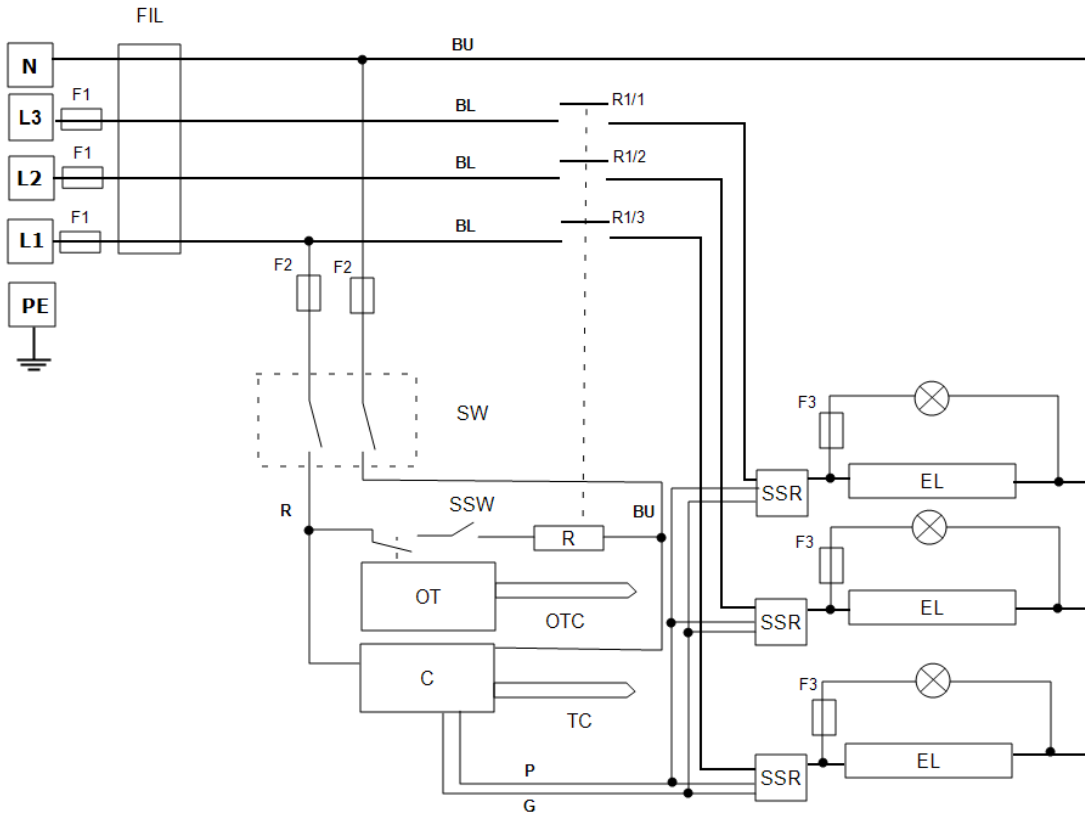 FIL
BU
N
F1
L3
BL
R1/1
F1
L2
BL
R1/2
F1
L1
BL
R1/3
F2
F2
PE
SW
F3
EL
SSR
R
SSW
R
BU
F3
OT
EL
OTC
SSR
C
F3
TC
EL
P
SSR
G